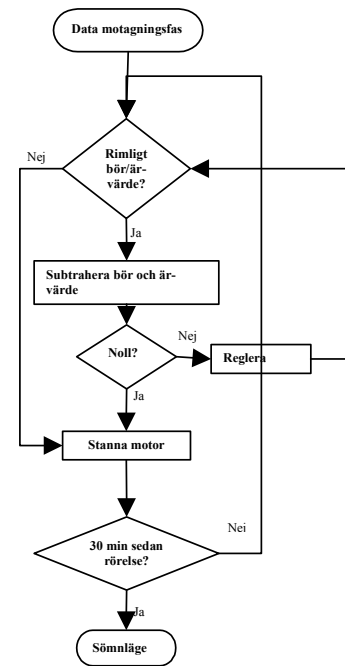 Data motagningsfas
Rimligt
bör/är-
värde?
Nej
Ja
Subtrahera bör och är-
värde
Noll?
Nej
Reglera
Ja
Stanna motor
30 min sedan
rörelse?
Nei
Ja
Sömnläge